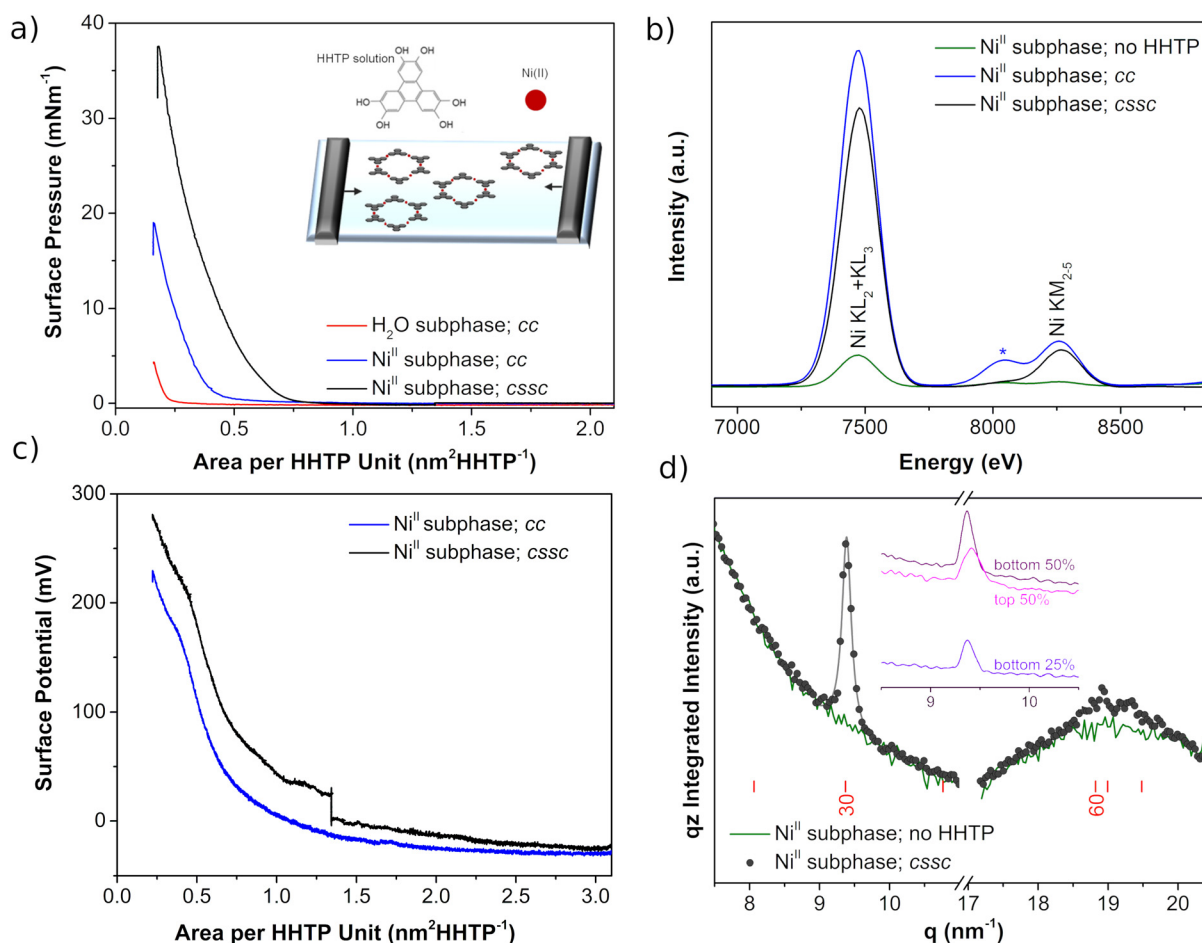 a)
40
30
20
10
0
Surface Pressure (mNm⁻¹)
0.0
0.5
1.0
1.5
2.0
Area per HHTP Unit (nm²HHTP⁻¹)
HHTP solution
OH
OH
HO
HO
OH
OH
Ni(II)
H₂O subphase; cc
Niᴵᴵ subphase; cc
Niᴵᴵ subphase; cssc
b)
Intensity (a.u.)
Niᴵᴵ subphase; no HHTP
Niᴵᴵ subphase; cc
Niᴵᴵ subphase; cssc
Ni KL₂+KL₃
*
Ni KM₂₋₅
7000
7500
8000
8500
Energy (eV)
c)
300
200
100
0
Surface Potential (mV)
Niᴵᴵ subphase; cc
Niᴵᴵ subphase; cssc
0.0
0.5
1.0
1.5
2.0
2.5
3.0
Area per HHTP Unit (nm²HHTP⁻¹)
d)
qz Integrated Intensity (a.u.)
bottom 50%
top 50%
bottom 25%
9
10
30
60
Niᴵᴵ subphase; no HHTP
Niᴵᴵ subphase; cssc
8
9
10
17
18
19
20
q (nm⁻¹)